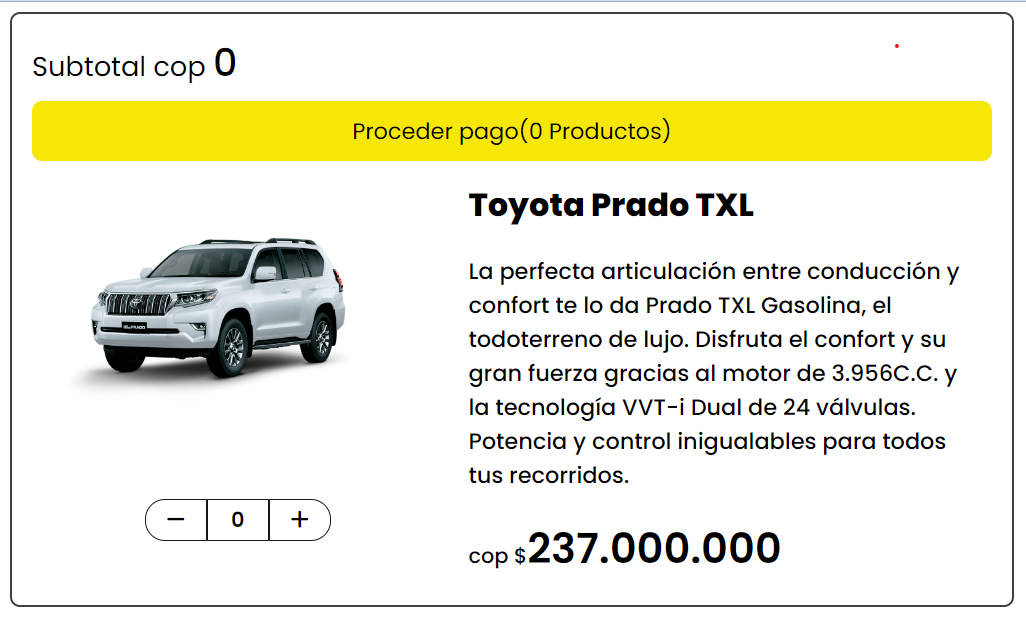 Subtotal cop 0
Proceder pago(0 Productos)
Toyota Prado TXL
La perfecta articulación entre conducción y
confort te lo da Prado TXL Gasolina, el
todoterreno de lujo. Disfruta el confort y su
gran fuerza gracias al motor de 3.956C.C. y
la tecnología VVT-i Dual de 24 válvulas.
Potencia y control inigualables para todos
tus recorridos.
− 0 +
cop $237.000.000